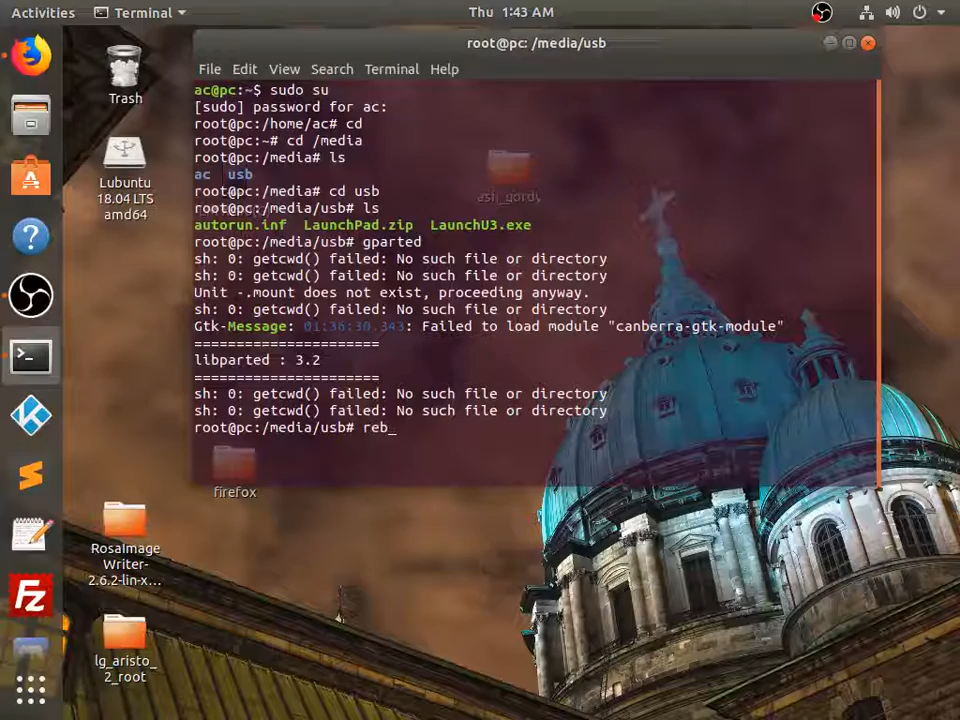 Activities
Terminal
Thu 1:43 AM
root@pc: /media/usb
File Edit View Search Terminal Help
ac@pc:~$ sudo su
[sudo] password for ac:
root@pc:/home/ac# cd
root@pc:~# cd /media
root@pc:/media# ls
ac  usb
root@pc:/media# cd usb
root@pc:/media/usb# ls
autorun.inf  LaunchPad.zip  LaunchU3.exe
root@pc:/media/usb# gparted
sh: 0: getcwd() failed: No such file or directory
sh: 0: getcwd() failed: No such file or directory
Unit -.mount does not exist, proceeding anyway.
sh: 0: getcwd() failed: No such file or directory
Gtk-Message: 01:36:30.343: Failed to load module "canberra-gtk-module"
======================
libparted : 3.2
======================
sh: 0: getcwd() failed: No such file or directory
sh: 0: getcwd() failed: No such file or directory
root@pc:/media/usb# reb_
Trash
Lubuntu
18.04 LTS
amd64
ash_gordy
firefox
RosaImage
Writer-
2.6.2-lin-x...
lg_aristo_
2_root
Fz